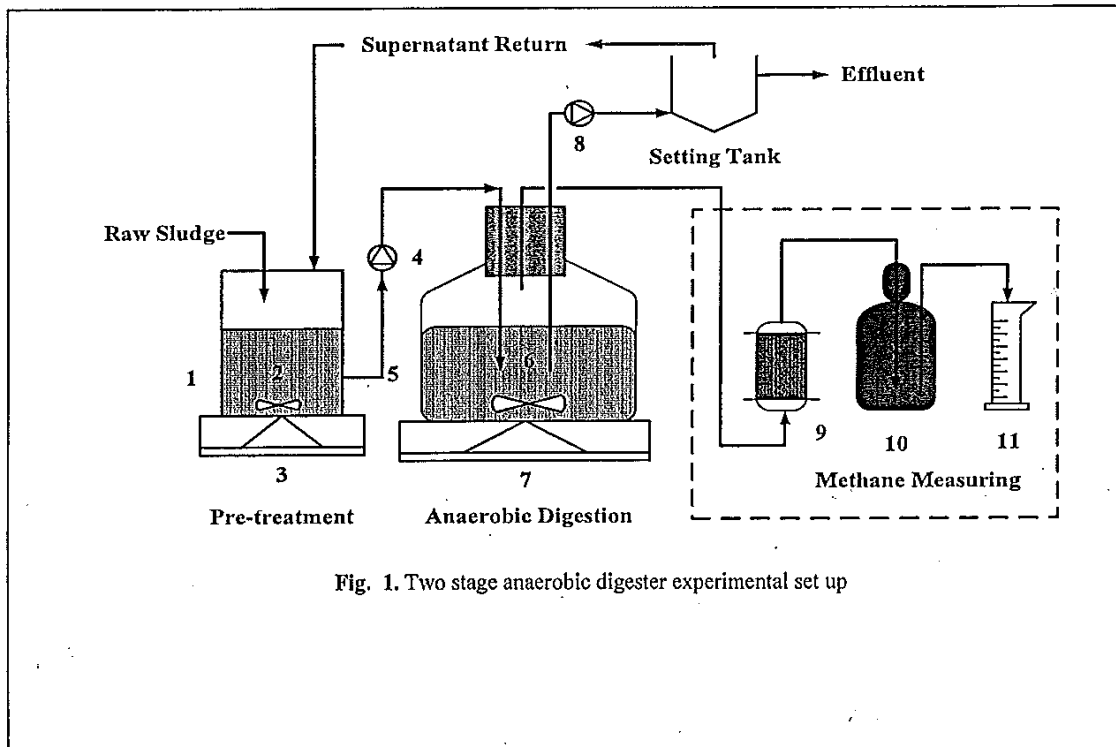 Supernatant Return
Effluent
8
Setting Tank
Raw Sludge
4
1
2
5
6
9
10
11
3
7
Methane Measuring
Pre-treatment
Anaerobic Digestion
Fig. 1. Two stage anaerobic digester experimental set up